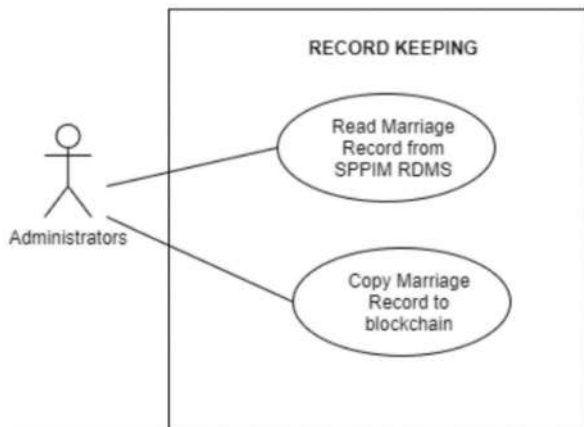 RECORD KEEPING
Read Marriage
Record from
SPPIM RDMS
Administrators
Copy Marriage
Record to
blockchain